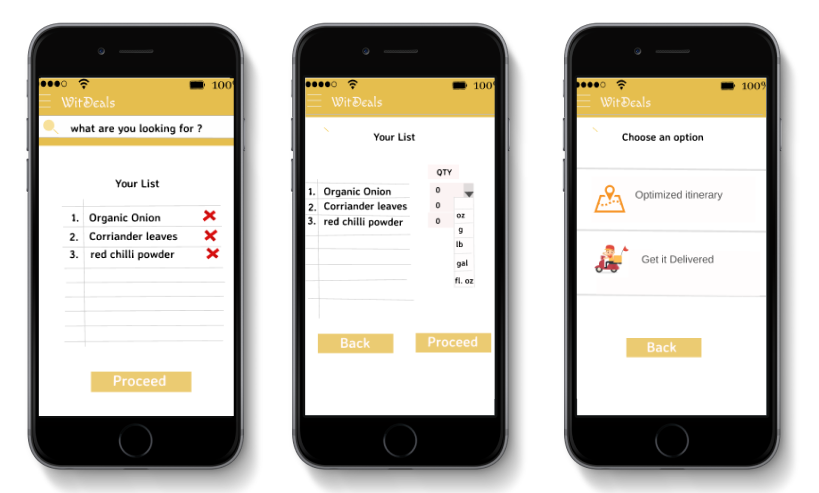 100%
WitDeals
what are you looking for ?
Your List
1. Organic Onion
2. Corriander leaves
3. red chilli powder
Proceed
100%
WitDeals
Your List
QTY
1. Organic Onion 0
2. Corriander leaves 0
3. red chilli powder 0
oz
g
lb
gal
fl. oz
Back Proceed
100%
WitDeals
Choose an option
Optimized itinerary
Get it Delivered
Back